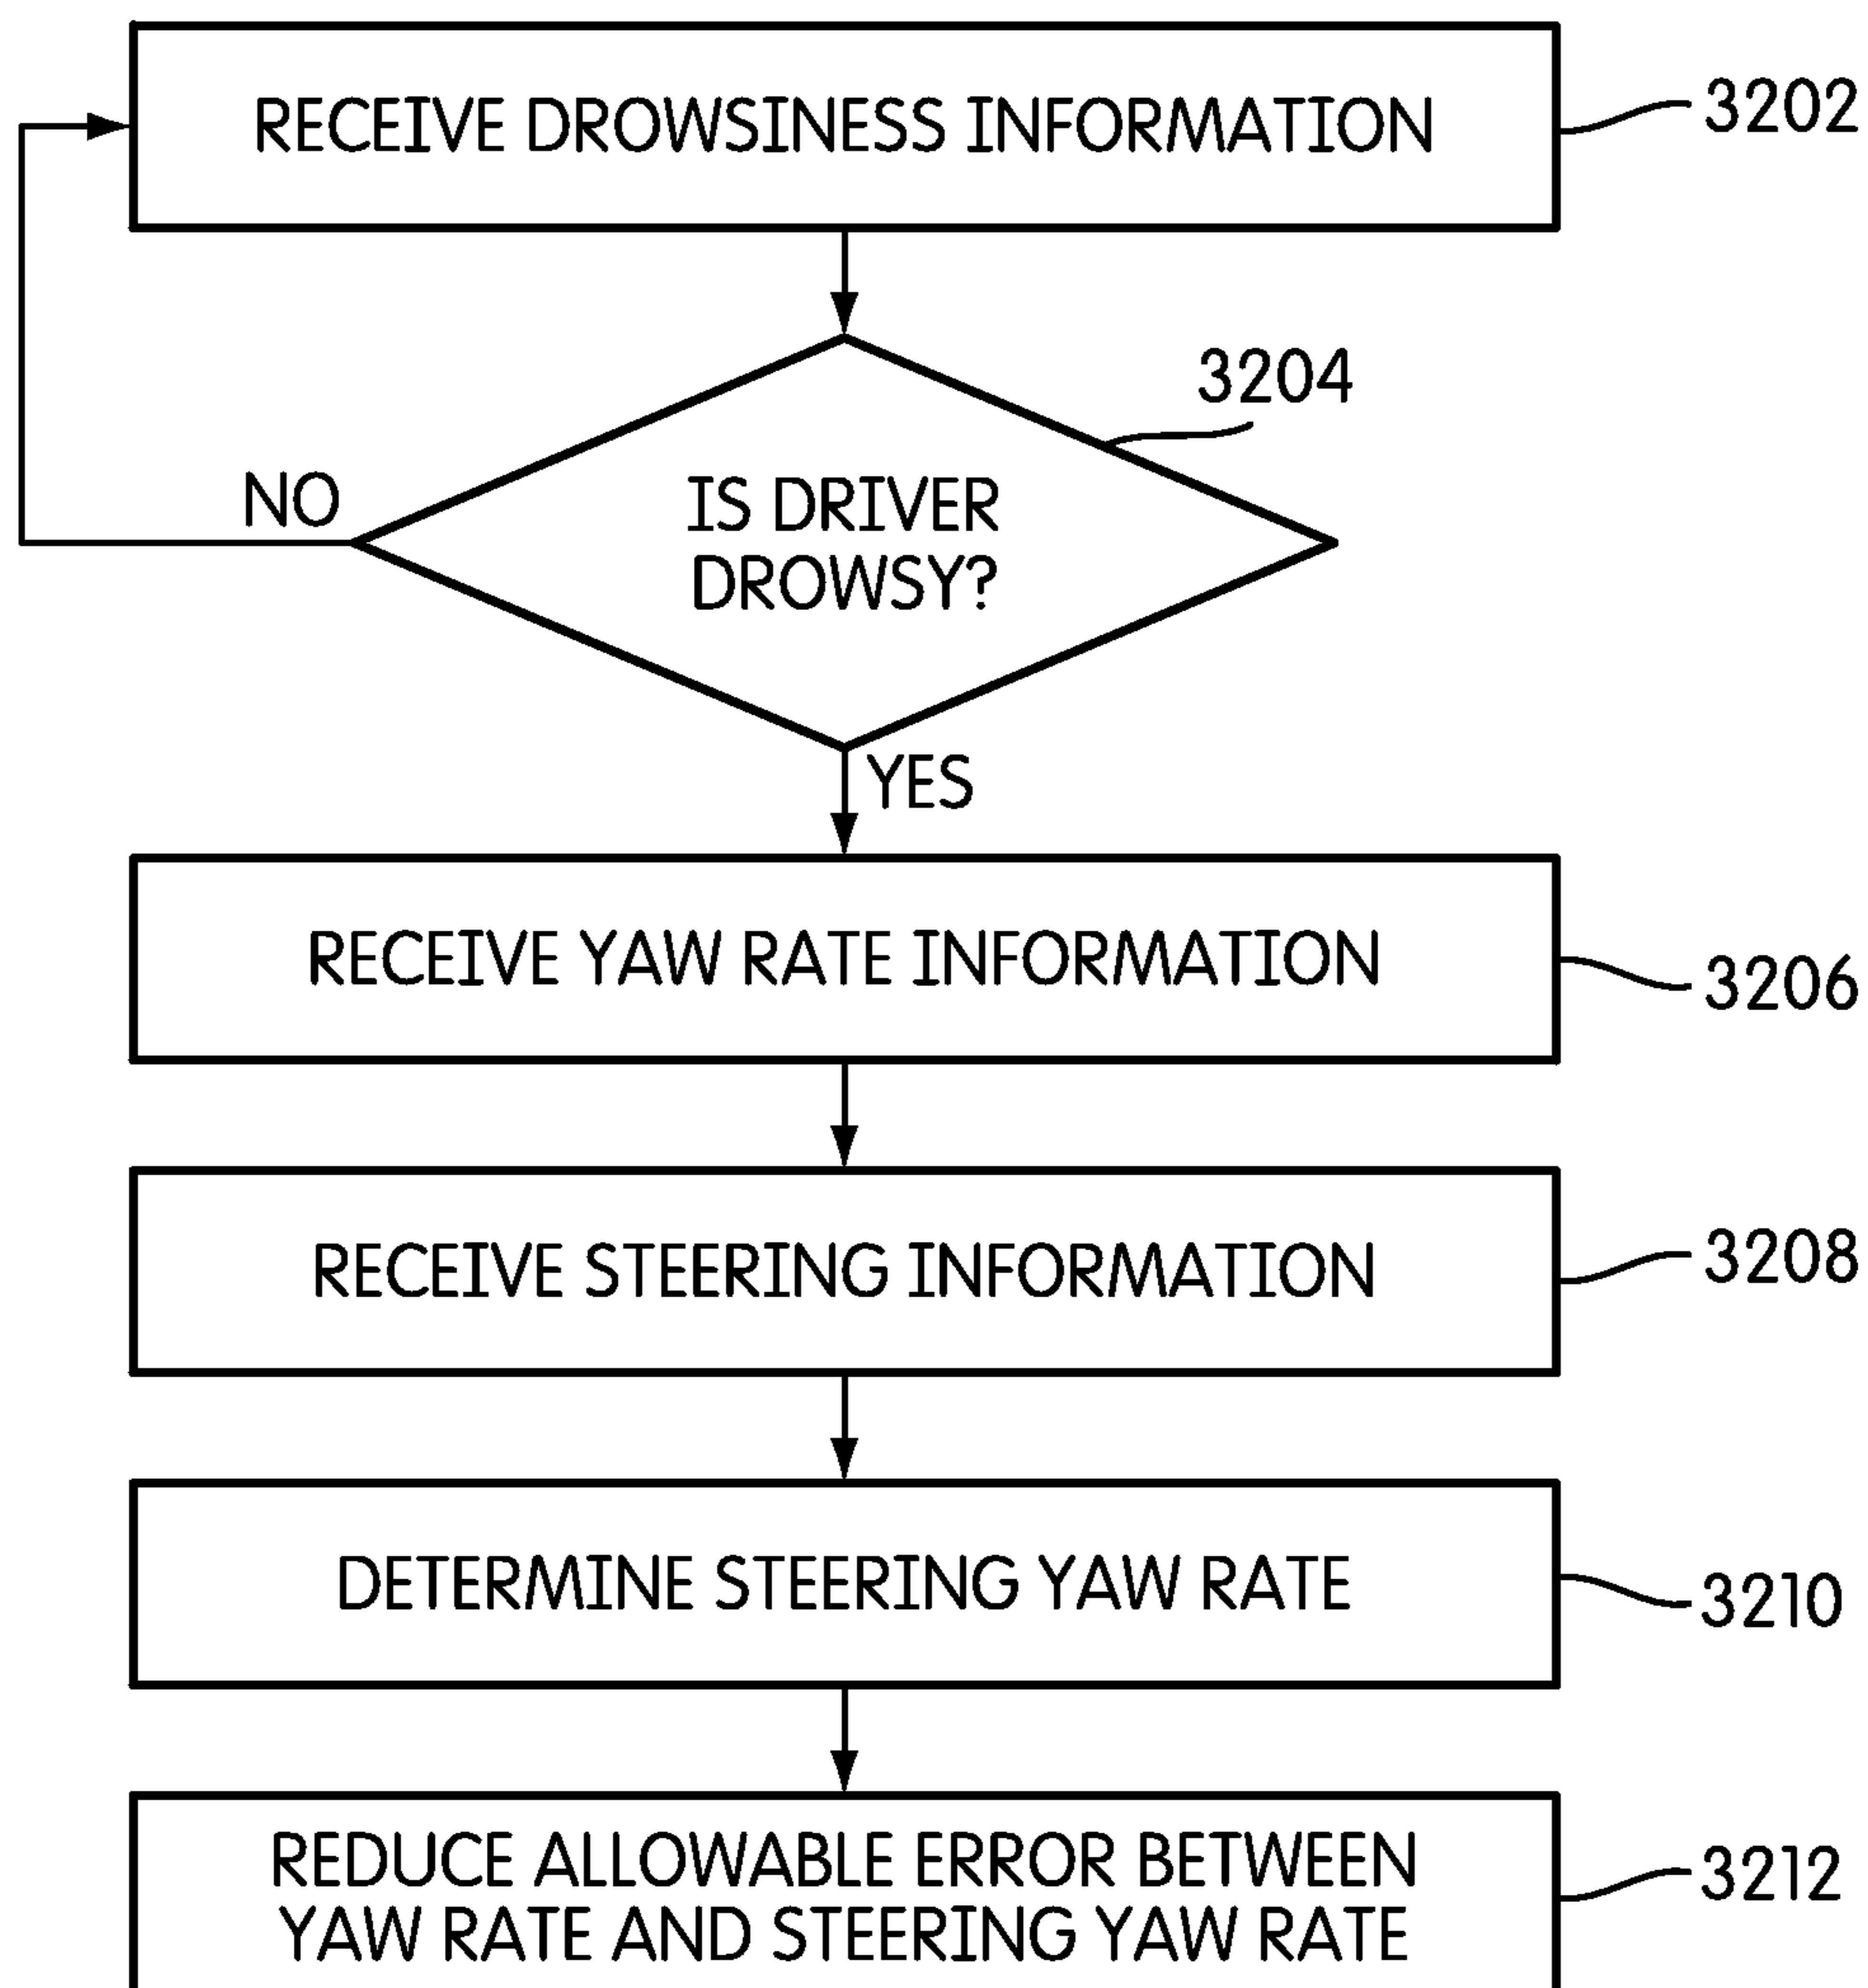 RECEIVE DROWSINESS INFORMATION
3202
3204
IS DRIVER
DROWSY?
NO
YES
RECEIVE YAW RATE INFORMATION
3206
RECEIVE STEERING INFORMATION
3208
DETERMINE STEERING YAW RATE
3210
REDUCE ALLOWABLE ERROR BETWEEN
YAW RATE AND STEERING YAW RATE
3212